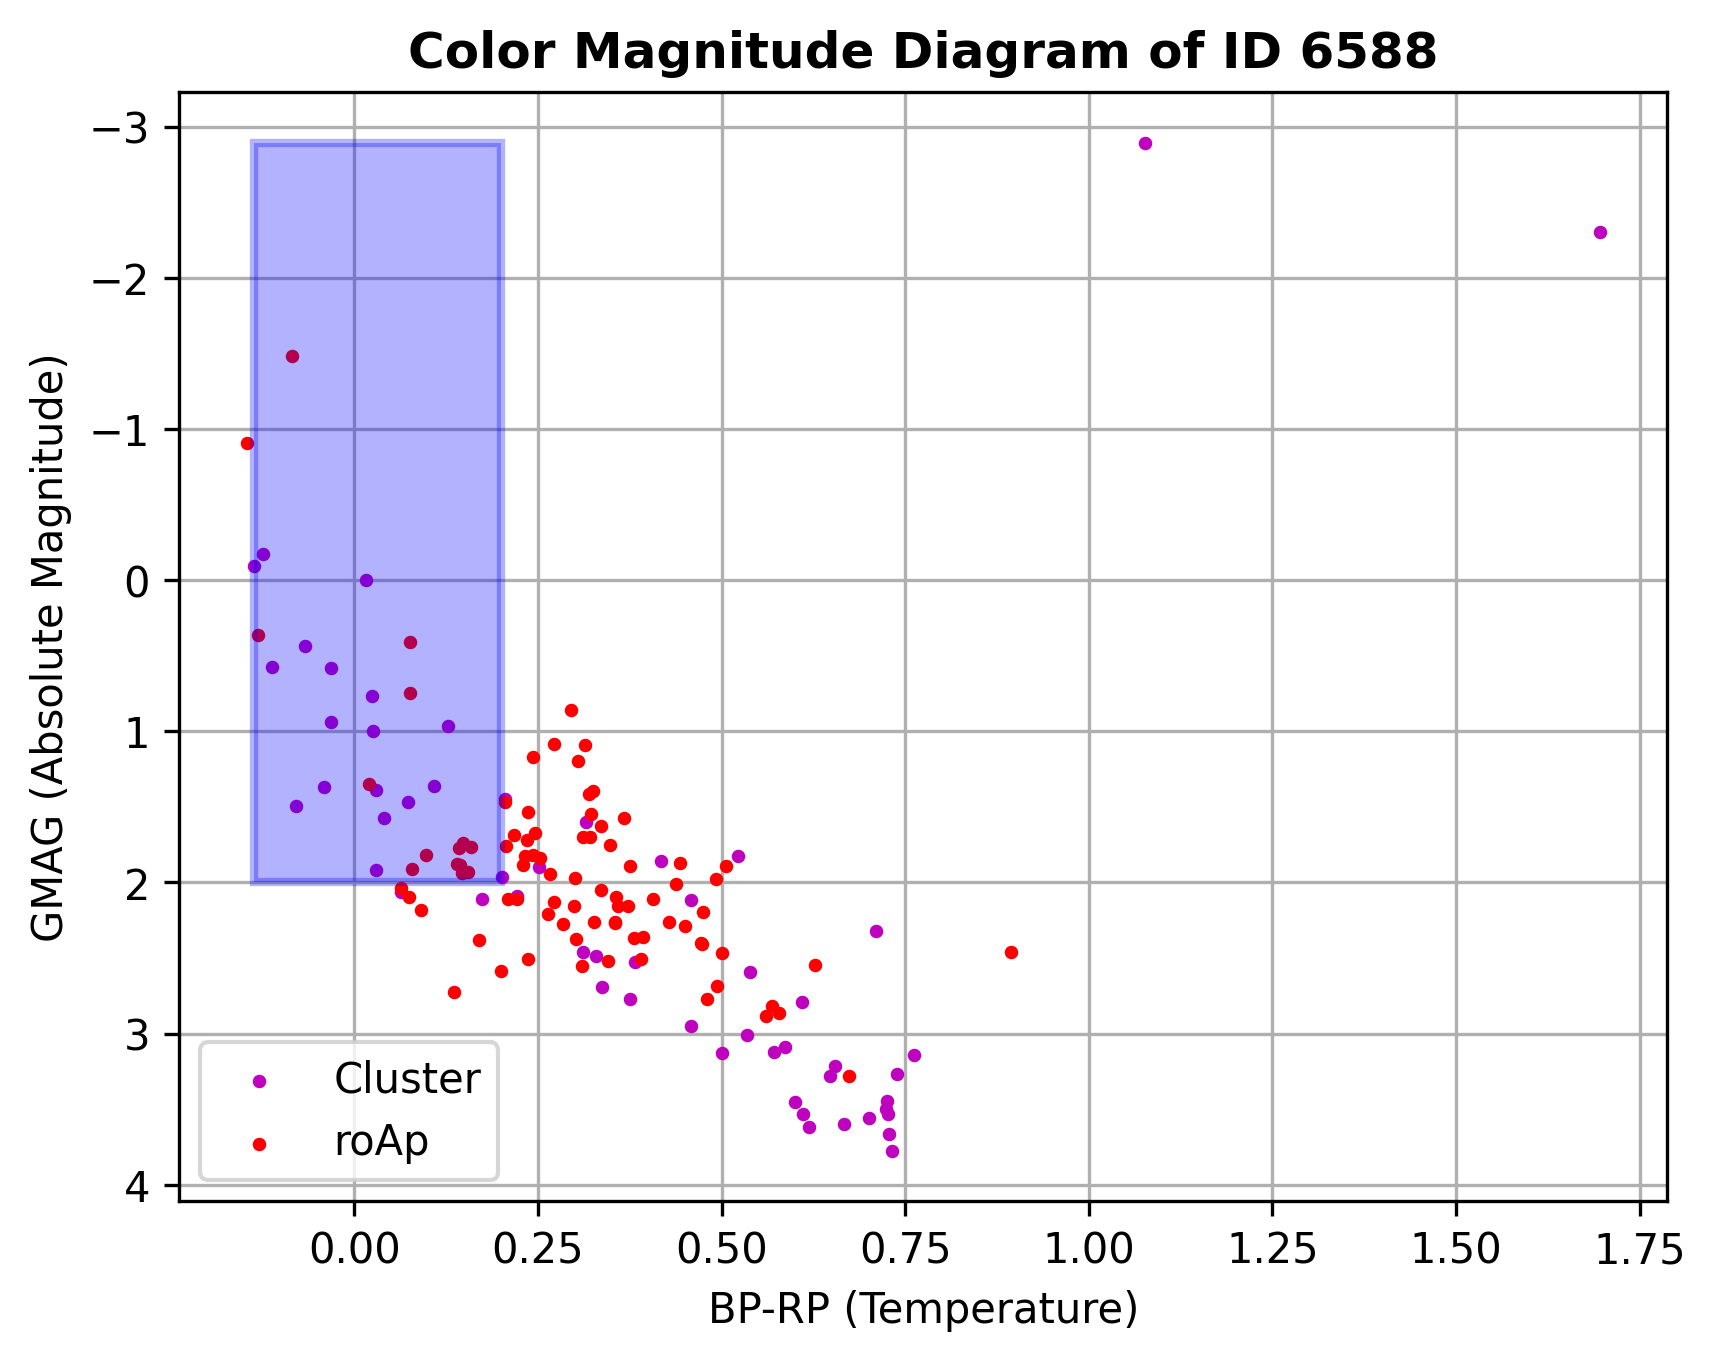 Color Magnitude Diagram of ID 6588
GMAG (Absolute Magnitude)
−3
−2
−1
0
1
2
3
4
Cluster
roAp
0.00 0.25 0.50 0.75 1.00 1.25 1.50 1.75
BP-RP (Temperature)